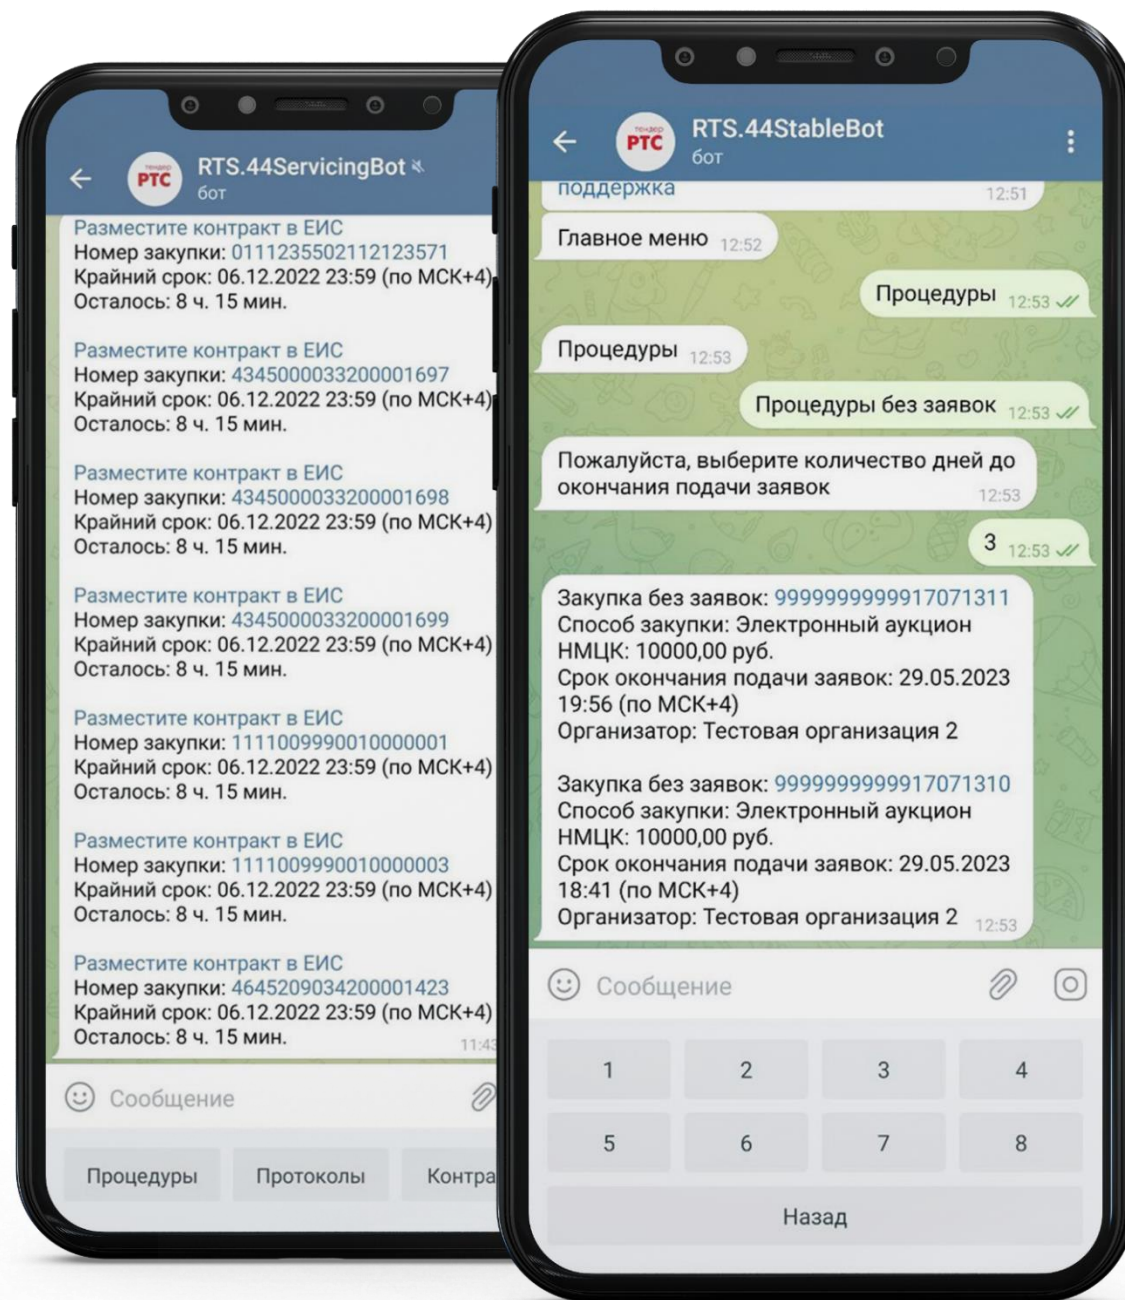 тендер
РТС
RTS.44ServicingBot
бот
Разместите контракт в ЕИС
Номер закупки: 0111235502112123571
Крайний срок: 06.12.2022 23:59 (по МСК+4)
Осталось: 8 ч. 15 мин.
Разместите контракт в ЕИС
Номер закупки: 4345000033200001697
Крайний срок: 06.12.2022 23:59 (по МСК+4)
Осталось: 8 ч. 15 мин.
Разместите контракт в ЕИС
Номер закупки: 4345000033200001698
Крайний срок: 06.12.2022 23:59 (по МСК+4)
Осталось: 8 ч. 15 мин.
Разместите контракт в ЕИС
Номер закупки: 4345000033200001699
Крайний срок: 06.12.2022 23:59 (по МСК+4)
Осталось: 8 ч. 15 мин.
Разместите контракт в ЕИС
Номер закупки: 1111009990010000001
Крайний срок: 06.12.2022 23:59 (по МСК+4)
Осталось: 8 ч. 15 мин.
Разместите контракт в ЕИС
Номер закупки: 1111009990010000003
Крайний срок: 06.12.2022 23:59 (по МСК+4)
Осталось: 8 ч. 15 мин.
Разместите контракт в ЕИС
Номер закупки: 4645209034200001423
Крайний срок: 06.12.2022 23:59 (по МСК+4)
Осталось: 8 ч. 15 мин.
11:43
Сообщение
Процедуры Протоколы Контра
тендер
РТС
RTS.44StableBot
бот
поддержка 12:51
Главное меню 12:52
Процедуры 12:53
Процедуры 12:53
Процедуры без заявок 12:53
Пожалуйста, выберите количество дней до
окончания подачи заявок 12:53
3 12:53
Закупка без заявок: 9999999999917071311
Способ закупки: Электронный аукцион
НМЦК: 10000,00 руб.
Срок окончания подачи заявок: 29.05.2023
19:56 (по МСК+4)
Организатор: Тестовая организация 2
Закупка без заявок: 9999999999917071310
Способ закупки: Электронный аукцион
НМЦК: 10000,00 руб.
Срок окончания подачи заявок: 29.05.2023
18:41 (по МСК+4)
Организатор: Тестовая организация 2 12:53
Сообщение
1 2 3 4
5 6 7 8
Назад